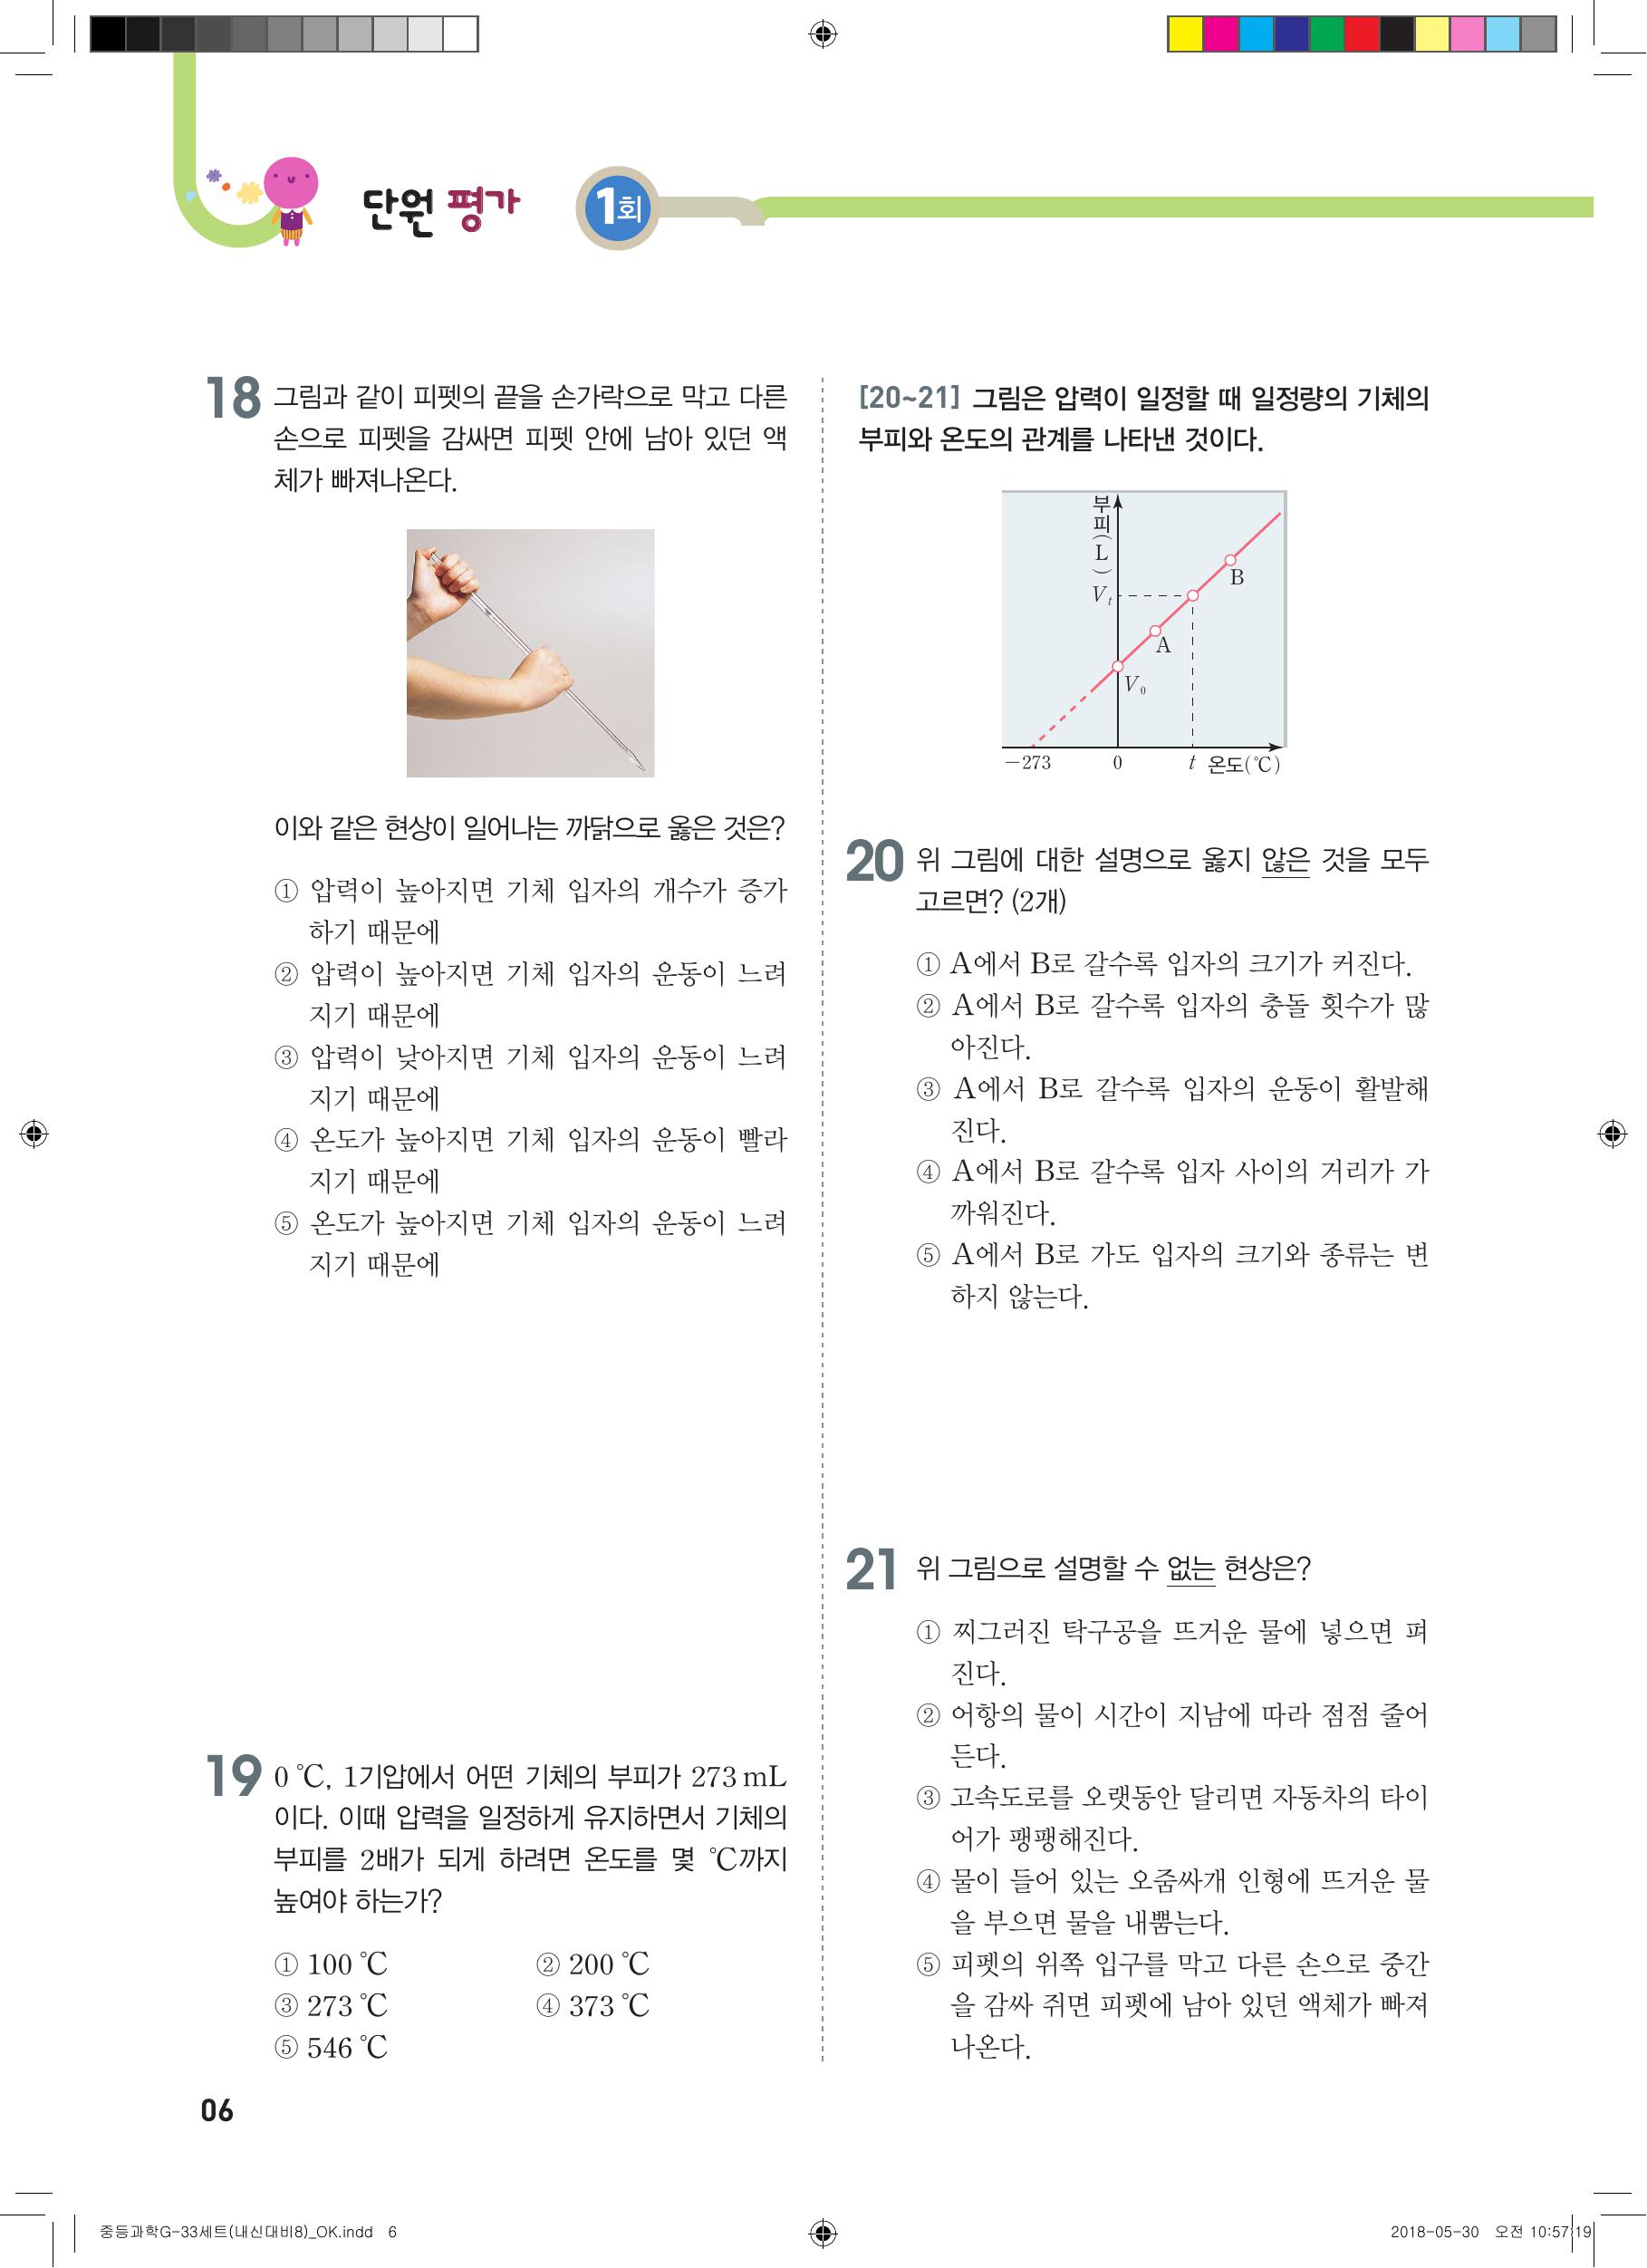 단원 평가 1회
18 그림과 같이 피펫의 끝을 손가락으로 막고 다른
손으로 피펫을 감싸면 피펫 안에 남아 있던 액
체가 빠져나온다.
이와 같은 현상이 일어나는 까닭으로 옳은 것은?
① 압력이 높아지면 기체 입자의 개수가 증가
하기 때문에
② 압력이 높아지면 기체 입자의 운동이 느려
지기 때문에
③ 압력이 낮아지면 기체 입자의 운동이 느려
지기 때문에
④ 온도가 높아지면 기체 입자의 운동이 빨라
지기 때문에
⑤ 온도가 높아지면 기체 입자의 운동이 느려
지기 때문에
19 0 ℃, 1기압에서 어떤 기체의 부피가 273 mL
이다. 이때 압력을 일정하게 유지하면서 기체의
부피를 2배가 되게 하려면 온도를 몇 ℃까지
높여야 하는가?
① 100 ℃ ② 200 ℃
③ 273 ℃ ④ 373 ℃
⑤ 546 ℃
[20~21] 그림은 압력이 일정할 때 일정량의 기체의
부피와 온도의 관계를 나타낸 것이다.
부피(L)
B
Vt
A
V0
-273 0 t 온도(℃)
20 위 그림에 대한 설명으로 옳지 않은 것을 모두
고르면? (2개)
① A에서 B로 갈수록 입자의 크기가 커진다.
② A에서 B로 갈수록 입자의 충돌 횟수가 많
아진다.
③ A에서 B로 갈수록 입자의 운동이 활발해
진다.
④ A에서 B로 갈수록 입자 사이의 거리가 가
까워진다.
⑤ A에서 B로 가도 입자의 크기와 종류는 변
하지 않는다.
21 위 그림으로 설명할 수 없는 현상은?
① 찌그러진 탁구공을 뜨거운 물에 넣으면 펴
진다.
② 어항의 물이 시간이 지남에 따라 점점 줄어
든다.
③ 고속도로를 오랫동안 달리면 자동차의 타이
어가 팽팽해진다.
④ 물이 들어 있는 오줌싸개 인형에 뜨거운 물
을 부으면 물을 내뿜는다.
⑤ 피펫의 위쪽 입구를 막고 다른 손으로 중간
을 감싸 쥐면 피펫에 남아 있던 액체가 빠져
나온다.
06
중등과학G-33세트(내신대비8)_OK.indd 6
2018-05-30 오전 10:57:19